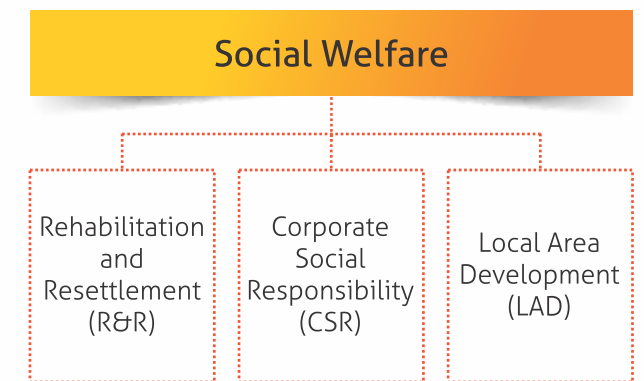 Social Welfare
Rehabilitation
and
Resettlement
(R&R)
Corporate
Social
Responsibility
(CSR)
Local Area
Development
(LAD)